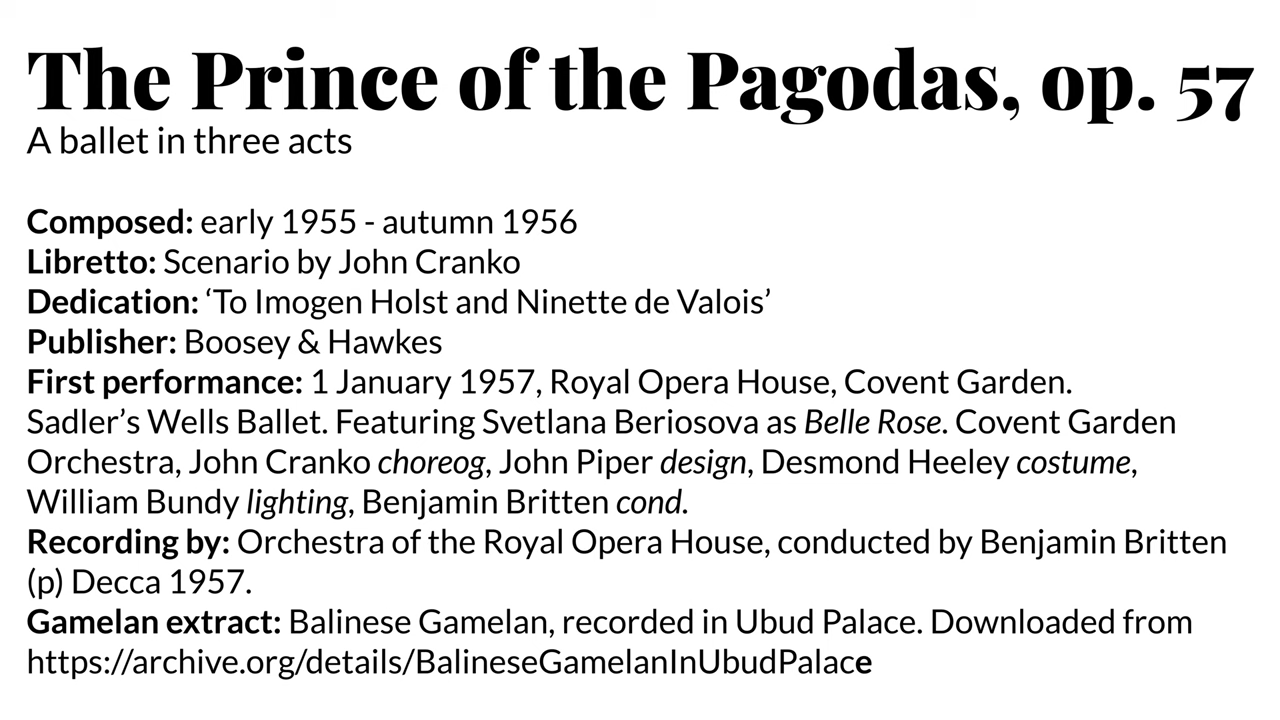 The Prince of the Pagodas, op. 57
A ballet in three acts
Composed: early 1955 - autumn 1956
Libretto: Scenario by John Cranko
Dedication: ‘To Imogen Holst and Ninette de Valois’
Publisher: Boosey & Hawkes
First performance: 1 January 1957, Royal Opera House, Covent Garden.
Sadler’s Wells Ballet. Featuring Svetlana Beriosova as Belle Rose. Covent Garden
Orchestra, John Cranko choreog, John Piper design, Desmond Heeley costume,
William Bundy lighting, Benjamin Britten cond.
Recording by: Orchestra of the Royal Opera House, conducted by Benjamin Britten
(p) Decca 1957.
Gamelan extract: Balinese Gamelan, recorded in Ubud Palace. Downloaded from
https://archive.org/details/BalineseGamelanInUbudPalace